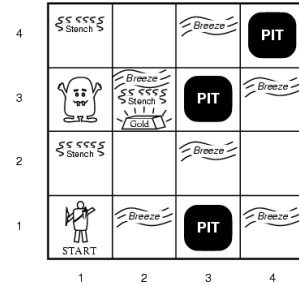 4
Stench
Breeze
PIT
3
Breeze
Stench
Gold
PIT
Breeze
2
Stench
Breeze
1
START
Breeze
PIT
Breeze
1 2 3 4